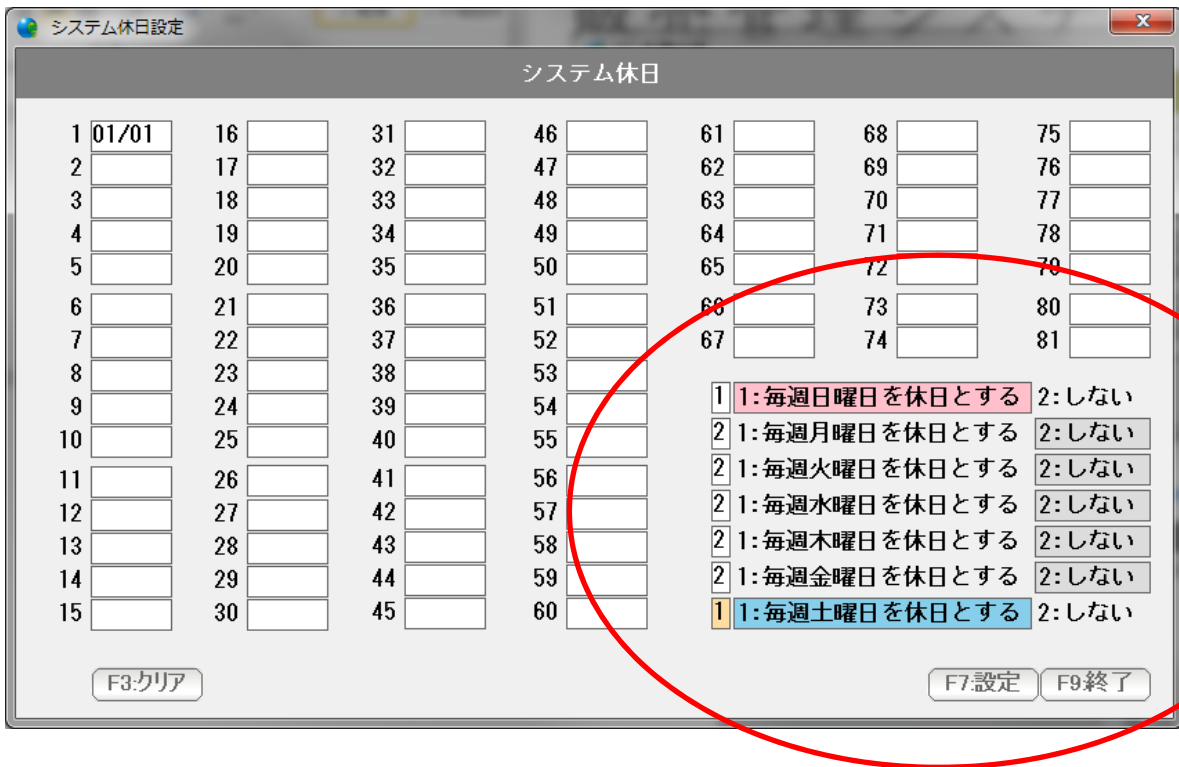 システム休日設定
システム休日
1 01/01 16 31 46 61 68 75
2 17 32 47 62 69 76
3 18 33 48 63 70 77
4 19 34 49 64 71 78
5 20 35 50 65 72 79
6 21 36 51 66 73 80
7 22 37 52 67 74 81
8 23 38 53
9 24 39 54
10 25 40 55
11 26 41 56
12 27 42 57
13 28 43 58
14 29 44 59
15 30 45 60
1 1:毎週日曜日を休日とする 2:しない
2 1:毎週月曜日を休日とする 2:しない
2 1:毎週火曜日を休日とする 2:しない
2 1:毎週水曜日を休日とする 2:しない
2 1:毎週木曜日を休日とする 2:しない
2 1:毎週金曜日を休日とする 2:しない
1 1:毎週土曜日を休日とする 2:しない
F3:クリア F7:設定 F9:終了